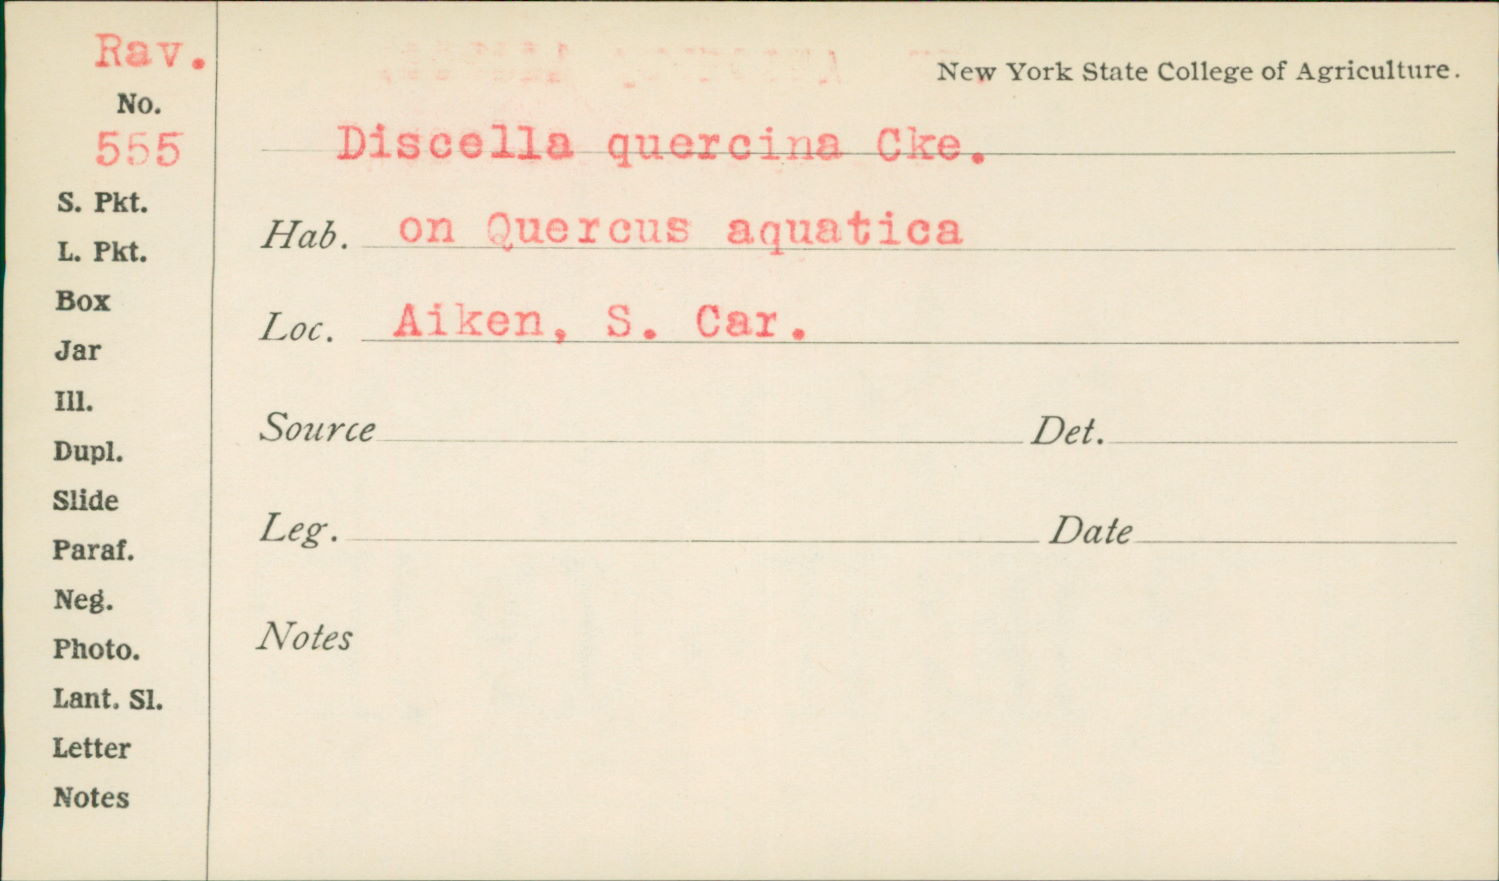 Rav.
No.
555
S. Pkt.
L. Pkt.
Box
Jar
Ill.
Dupl.
Slide
Paraf.
Neg.
Photo.
Lant. Sl.
Letter
Notes
New York State College of Agriculture.
Discella quercina Cke.
Hab. on Quercus aquatica
Loc. Aiken, S. Car.
Source Det.
Leg. Date
Notes